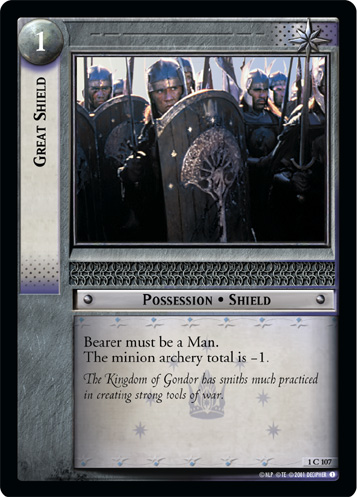 1
GREAT SHIELD
POSSESSION • SHIELD
Bearer must be a Man.
The minion archery total is –1.
The Kingdom of Gondor has smiths much practiced
in creating strong tools of war.
1 C 107
©NLP ™TE ©2001 DECIPHER